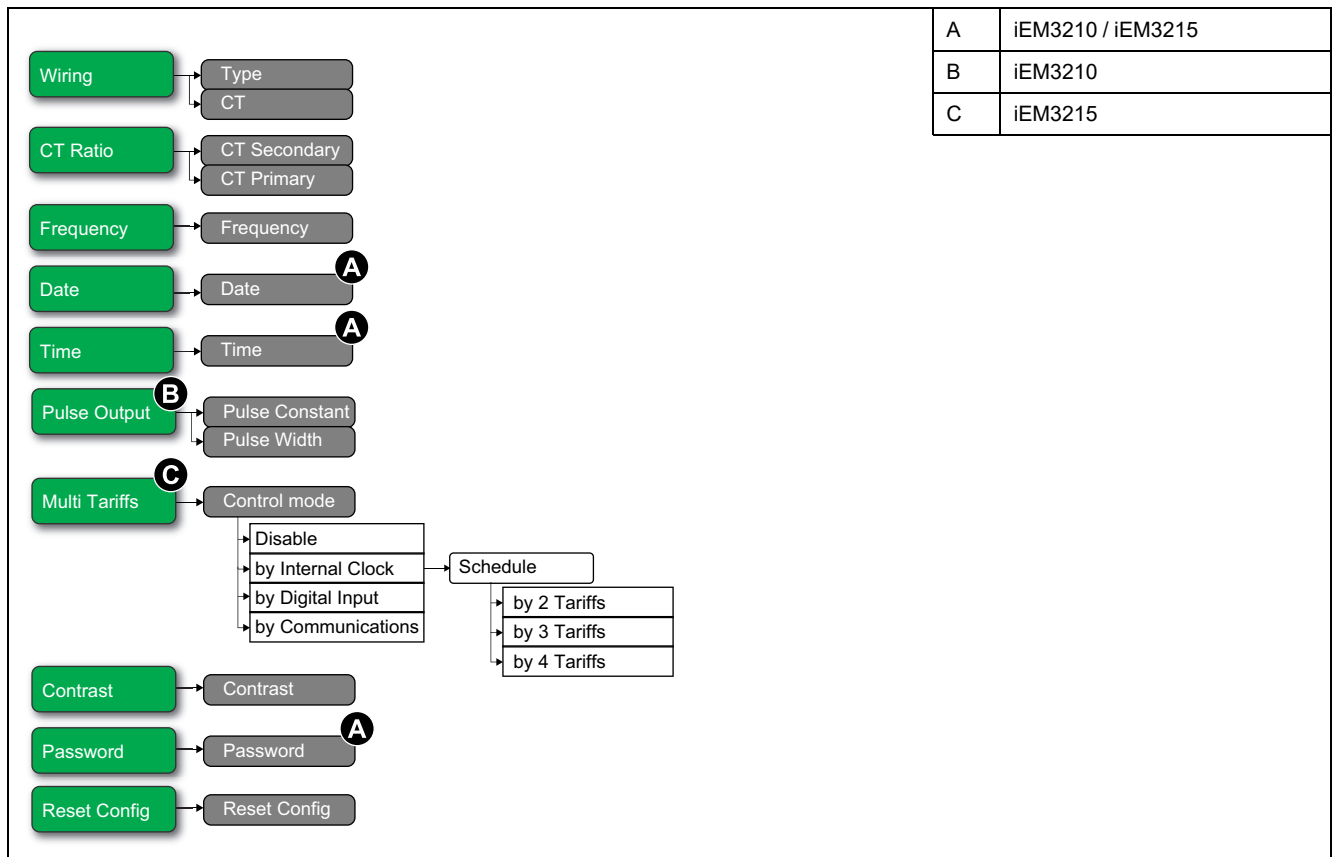 A iEM3210 / iEM3215
B iEM3210
C iEM3215
Wiring
Type
CT
CT Ratio
CT Secondary
CT Primary
Frequency
Frequency
A
Date
Date
A
Time
Time
B
Pulse Output
Pulse Constant
Pulse Width
C
Multi Tariffs
Control mode
Disable
by Internal Clock
by Digital Input
by Communications
Schedule
by 2 Tariffs
by 3 Tariffs
by 4 Tariffs
Contrast
Contrast
A
Password
Password
Reset Config
Reset Config